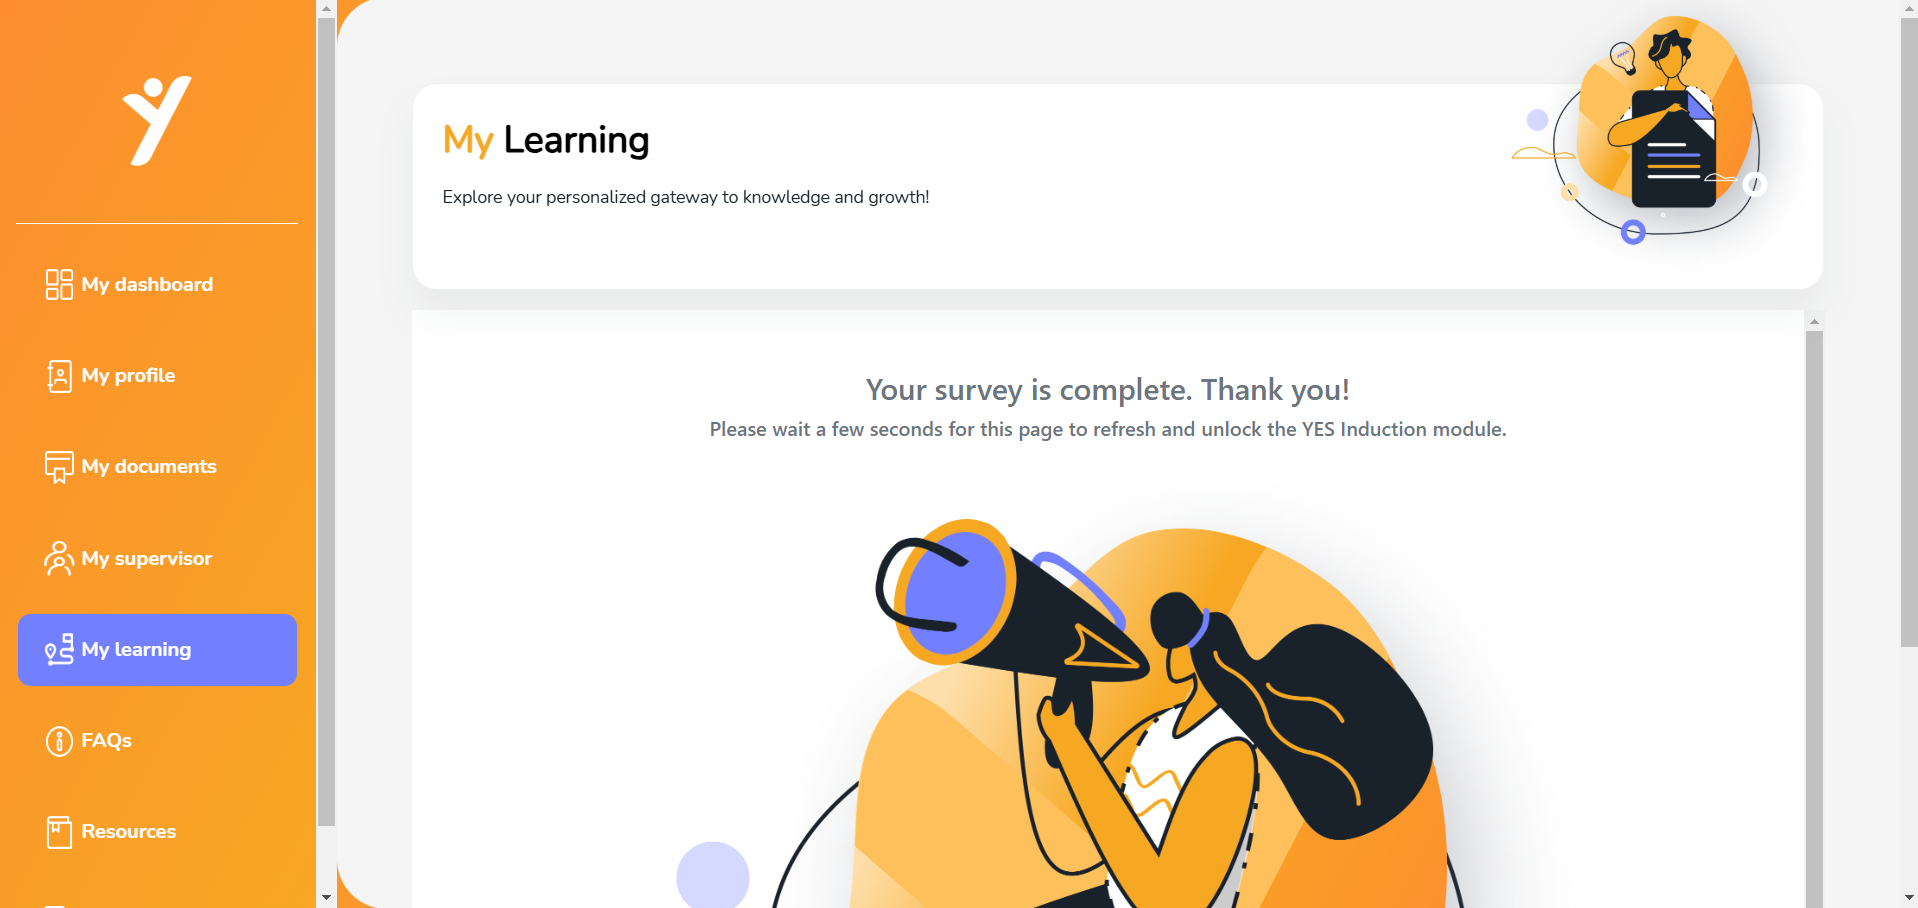 My dashboard
My profile
My documents
My supervisor
My learning
FAQs
Resources
My Learning
Explore your personalized gateway to knowledge and growth!
Your survey is complete. Thank you!
Please wait a few seconds for this page to refresh and unlock the YES Induction module.